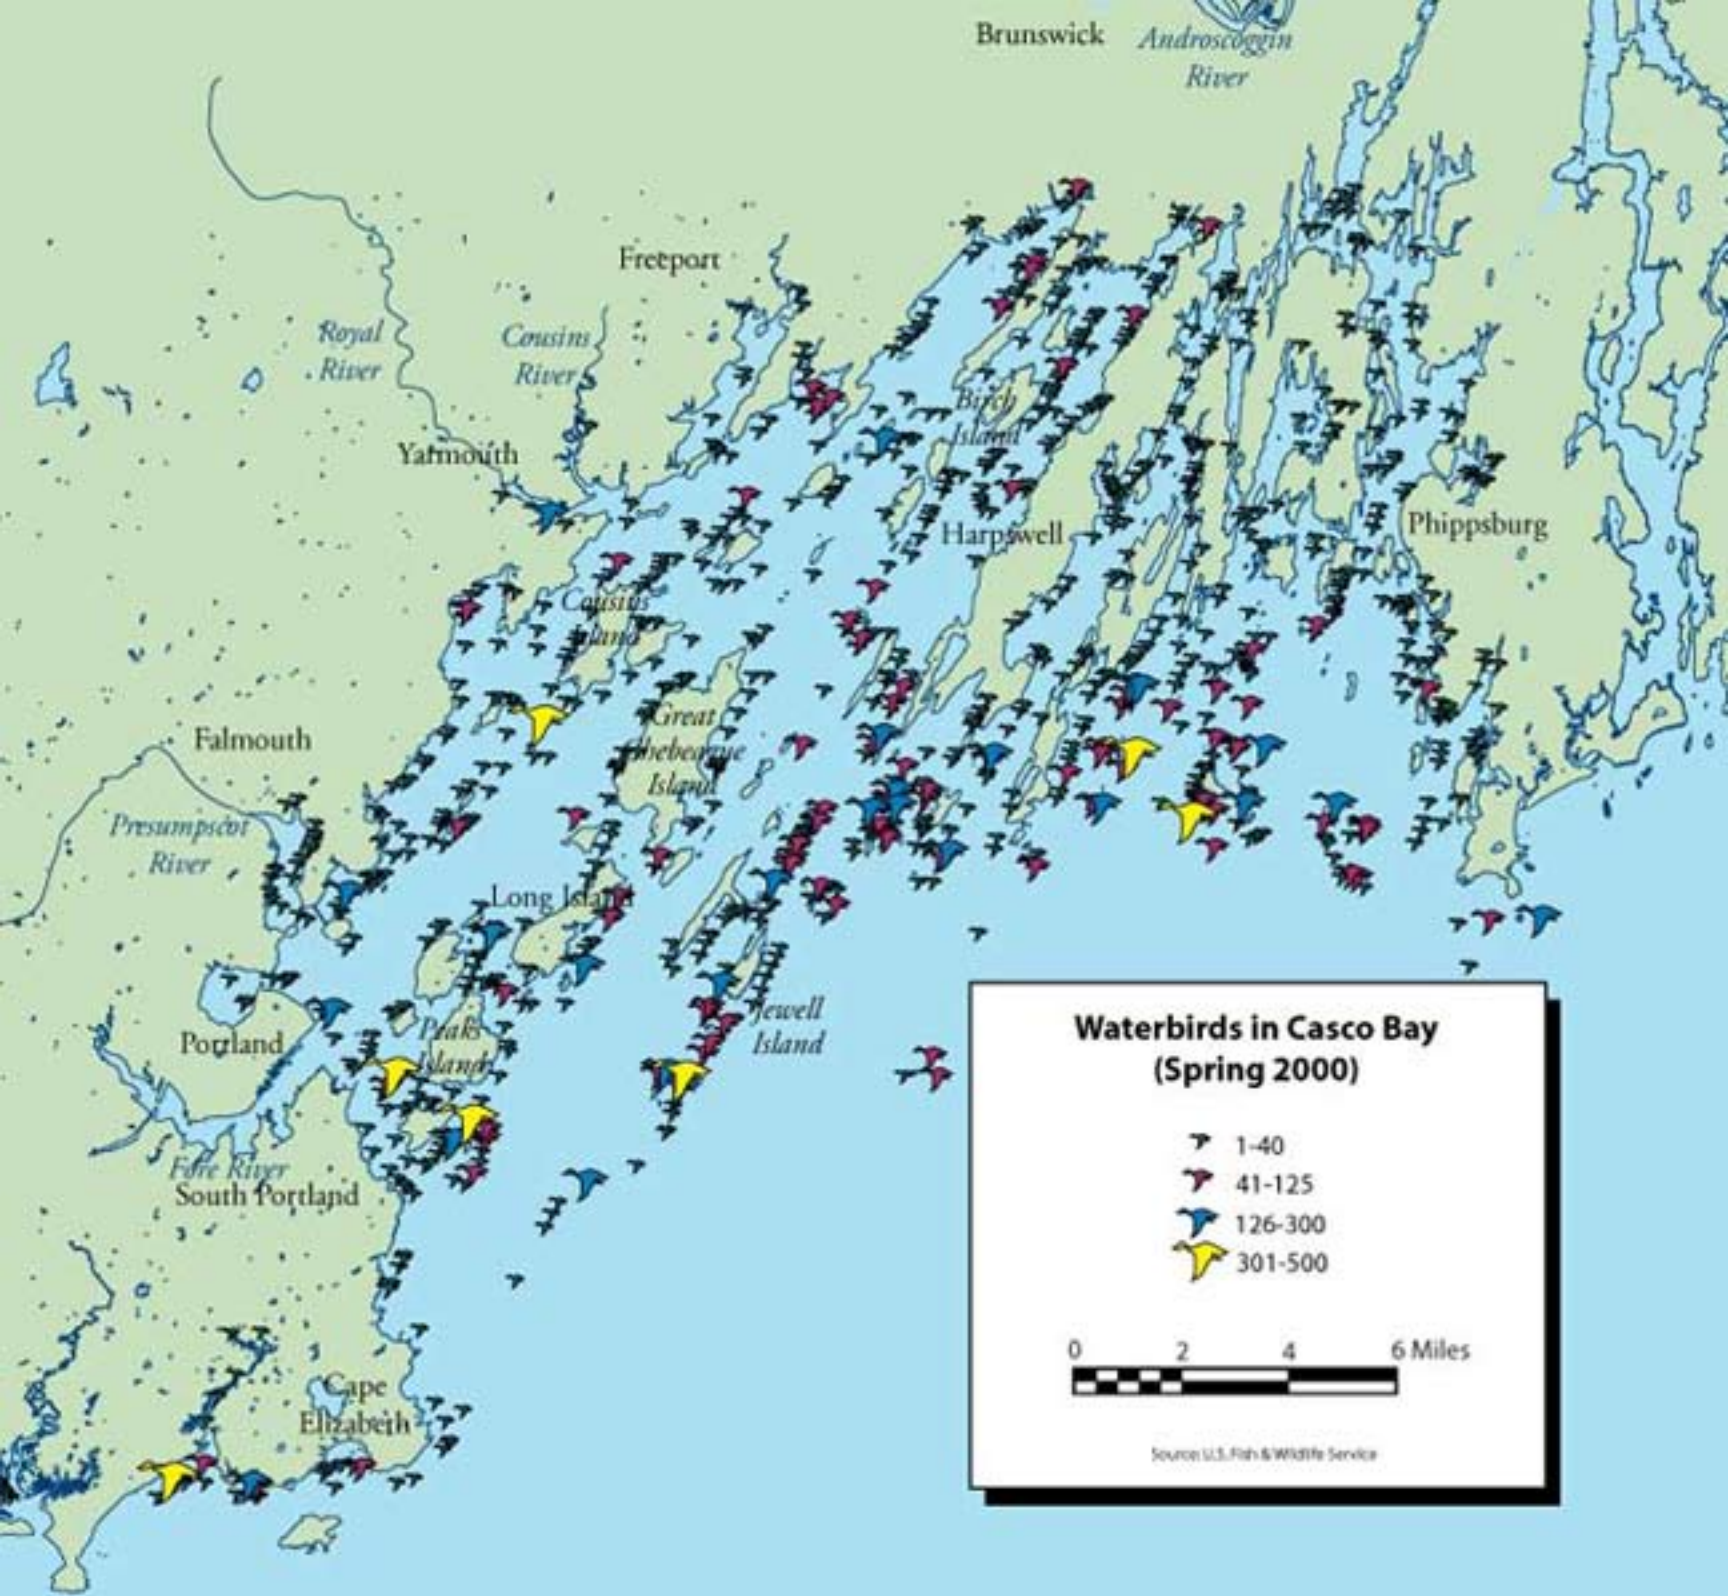 Brunswick
Androscoggin
River
Freeport
Royal
River
Cousins
River
Birch
Island
Yarmouth
Harpswell
Phippsburg
Cousins
Island
Great
Chebeague
Island
Falmouth
Presumpscot
River
Long Island
Jewell
Island
Peaks
Island
Portland
Fore River
South Portland
Cape
Elizabeth
Waterbirds in Casco Bay
(Spring 2000)
1-40
41-125
126-300
301-500
0 2 4 6 Miles
Source: U.S. Fish & Wildlife Service